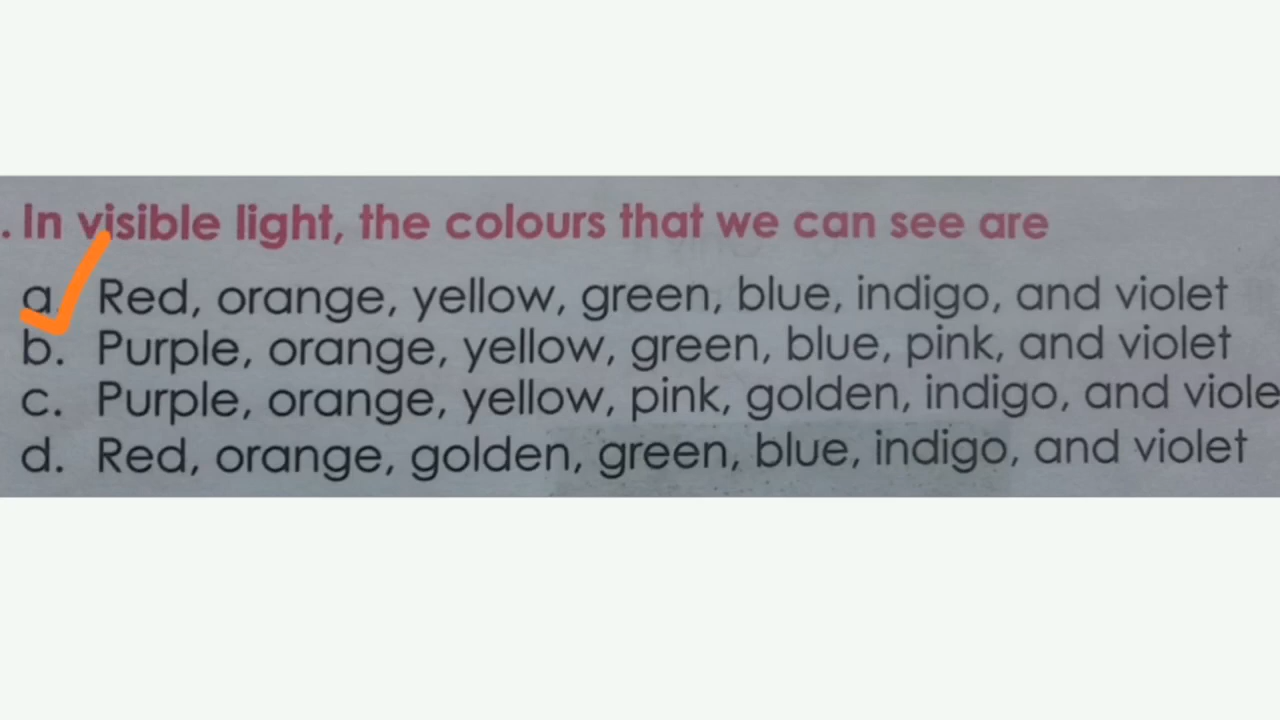 . In visible light, the colours that we can see are
a. Red, orange, yellow, green, blue, indigo, and violet
b. Purple, orange, yellow, green, blue, pink, and violet
c. Purple, orange, yellow, pink, golden, indigo, and viole
d. Red, orange, golden, green, blue, indigo, and violet